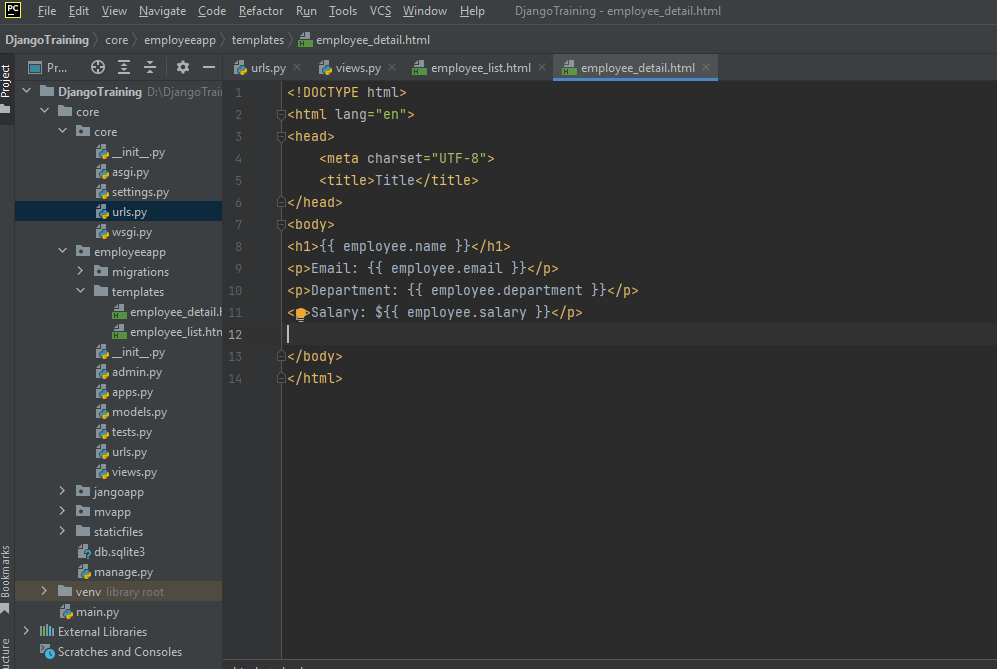 PC File Edit View Navigate Code Refactor Run Tools VCS Window Help DjangoTraining - employee_detail.html
DjangoTraining core employeeapp templates employee_detail.html
Project
Pr...
urls.py views.py employee_list.html employee_detail.html
DjangoTraining D:\DjangoTrai
core
core
__init__.py
asgi.py
settings.py
urls.py
wsgi.py
employeeapp
migrations
templates
employee_detail.h
employee_list.htm
__init__.py
admin.py
apps.py
models.py
tests.py
urls.py
views.py
jangoapp
mvapp
staticfiles
db.sqlite3
manage.py
venv library root
main.py
External Libraries
Scratches and Consoles
Bookmarks
ucture
1 <!DOCTYPE html>
2 <html lang="en">
3 <head>
4 <meta charset="UTF-8">
5 <title>Title</title>
6 </head>
7 <body>
8 <h1>{{ employee.name }}</h1>
9 <p>Email: {{ employee.email }}</p>
10 <p>Department: {{ employee.department }}</p>
11 < >Salary: ${{ employee.salary }}</p>
12
13 </body>
14 </html>